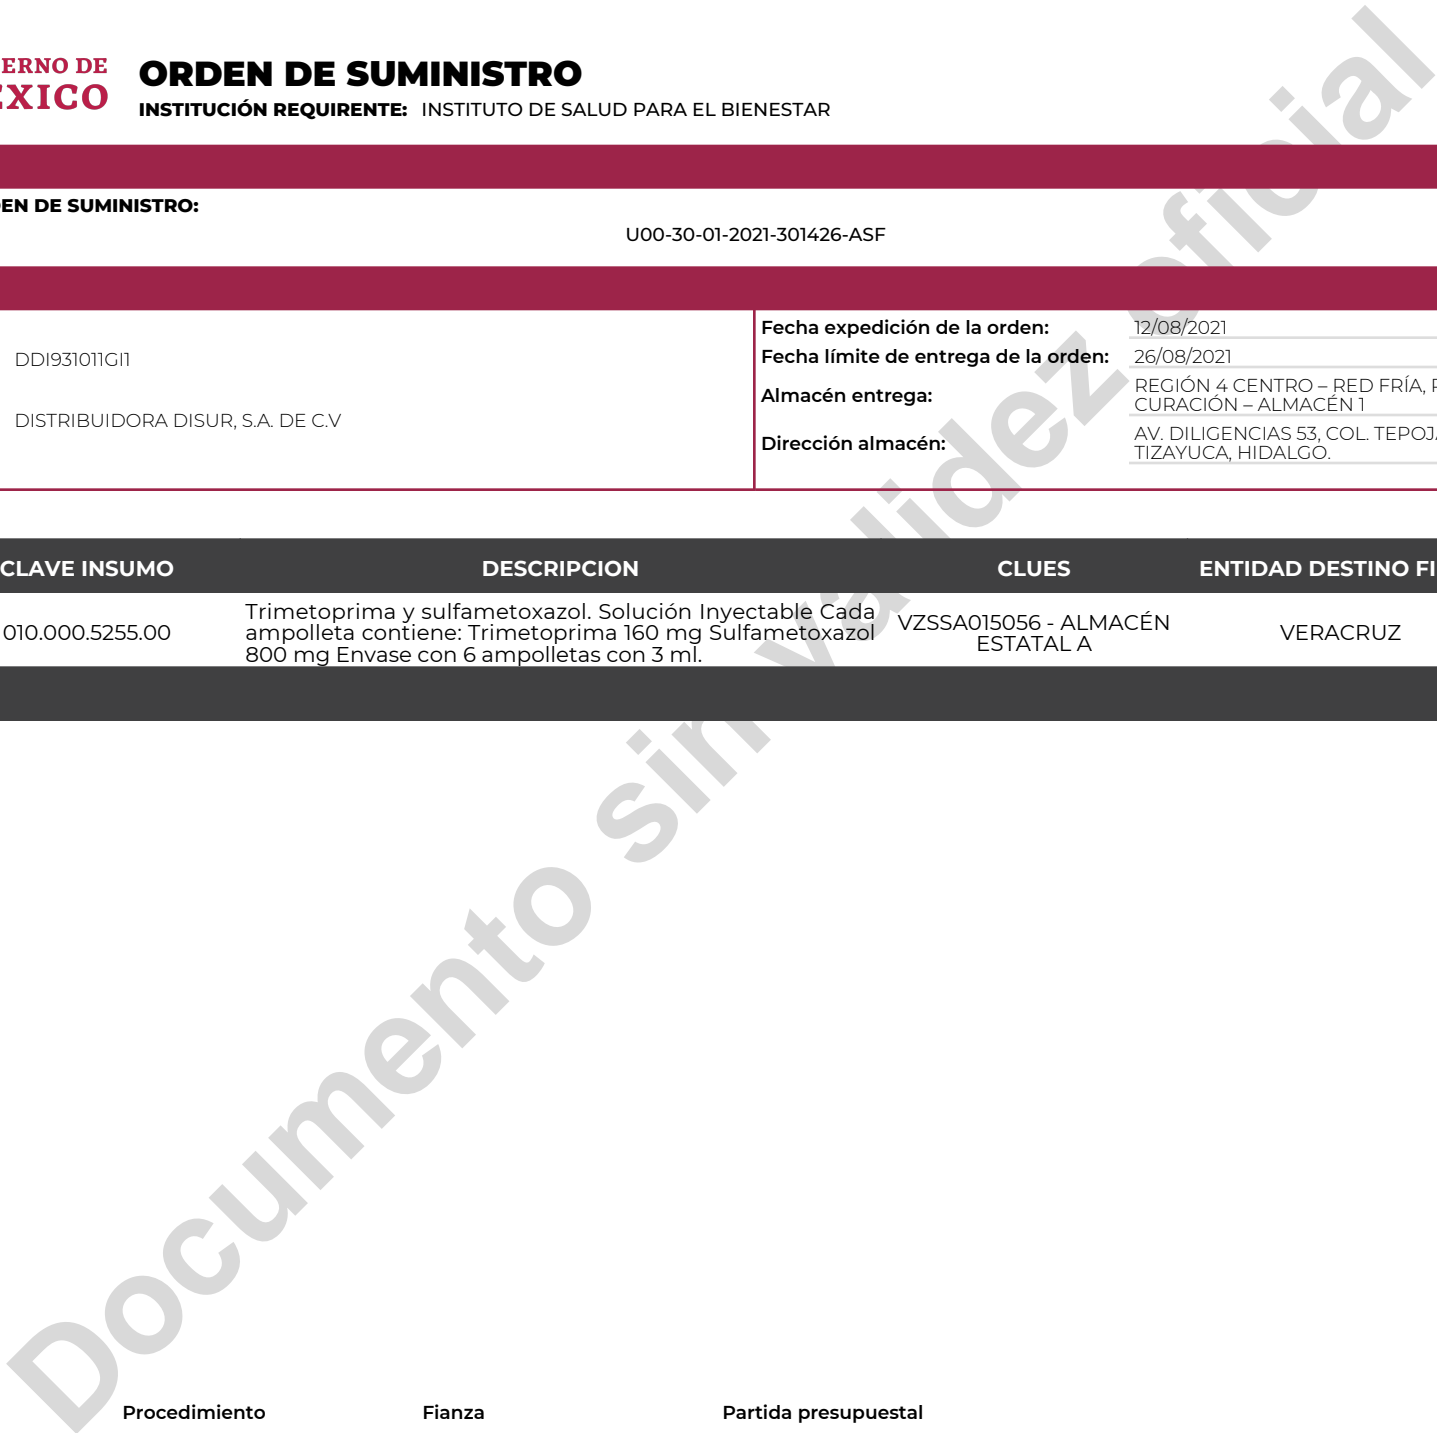 ERNO DE
ÉXICO
ORDEN DE SUMINISTRO
INSTITUCIÓN REQUIRENTE: INSTITUTO DE SALUD PARA EL BIENESTAR
EN DE SUMINISTRO:
U00-30-01-2021-301426-ASF
DDI931011GI1
DISTRIBUIDORA DISUR, S.A. DE C.V
Fecha expedición de la orden: 12/08/2021
Fecha límite de entrega de la orden: 26/08/2021
Almacén entrega: REGIÓN 4 CENTRO – RED FRÍA,
CURACIÓN – ALMACÉN 1
Dirección almacén: AV. DILIGENCIAS 53, COL. TEPOJ
TIZAYUCA, HIDALGO.
CLAVE INSUMO DESCRIPCION CLUES ENTIDAD DESTINO FI
010.000.5255.00
Trimetoprima y sulfametoxazol. Solución Inyectable Cada
ampolleta contiene: Trimetoprima 160 mg Sulfametoxazol
800 mg Envase con 6 ampolletas con 3 ml.
VZSSA015056 - ALMACÉN
ESTATAL A
VERACRUZ
Documento sin validez oficial
Procedimiento Fianza Partida presupuestal